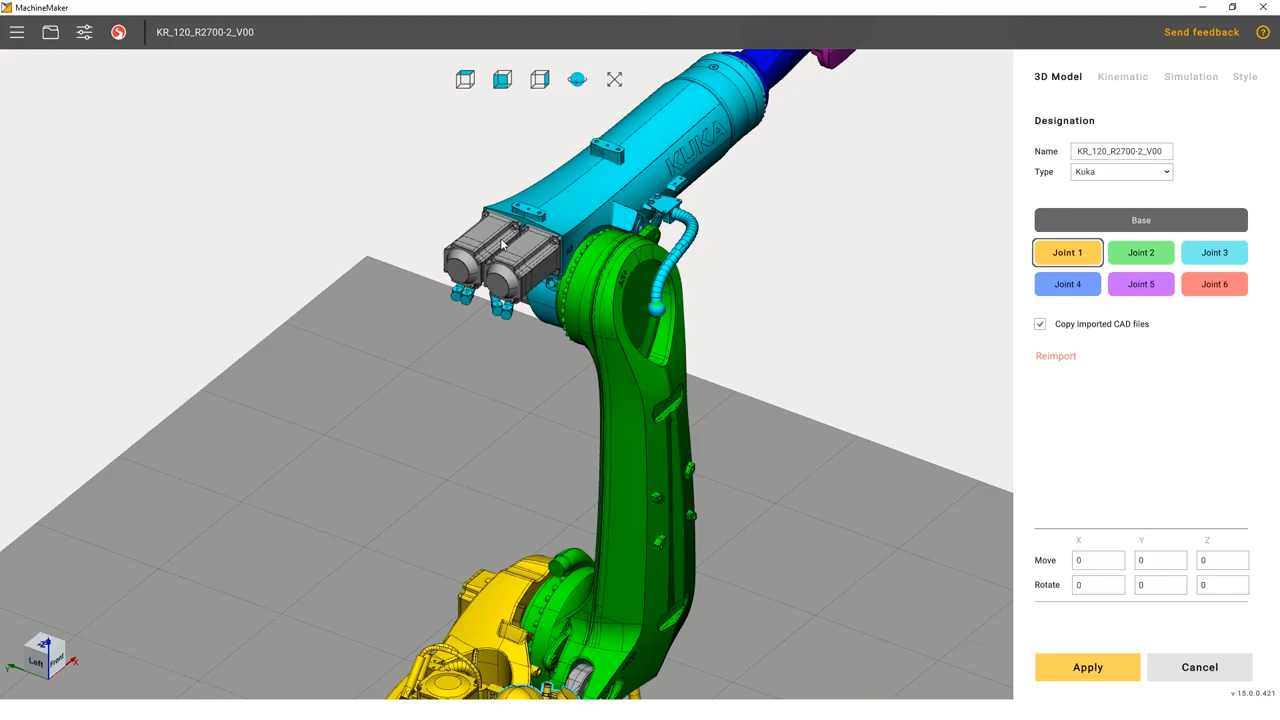 MachineMaker
KR_120_R2700-2_V00
Send feedback
?
3D Model Kinematic Simulation Style
Designation
Name KR_120_R2700-2_V00
Type Kuka
Base
Joint 1 Joint 2 Joint 3
Joint 4 Joint 5 Joint 6
Copy imported CAD files
Reimport
X Y Z
Move 0 0 0
Rotate 0 0 0
Apply Cancel
v 15.0.0.421
KUKA
Left Front
Y X